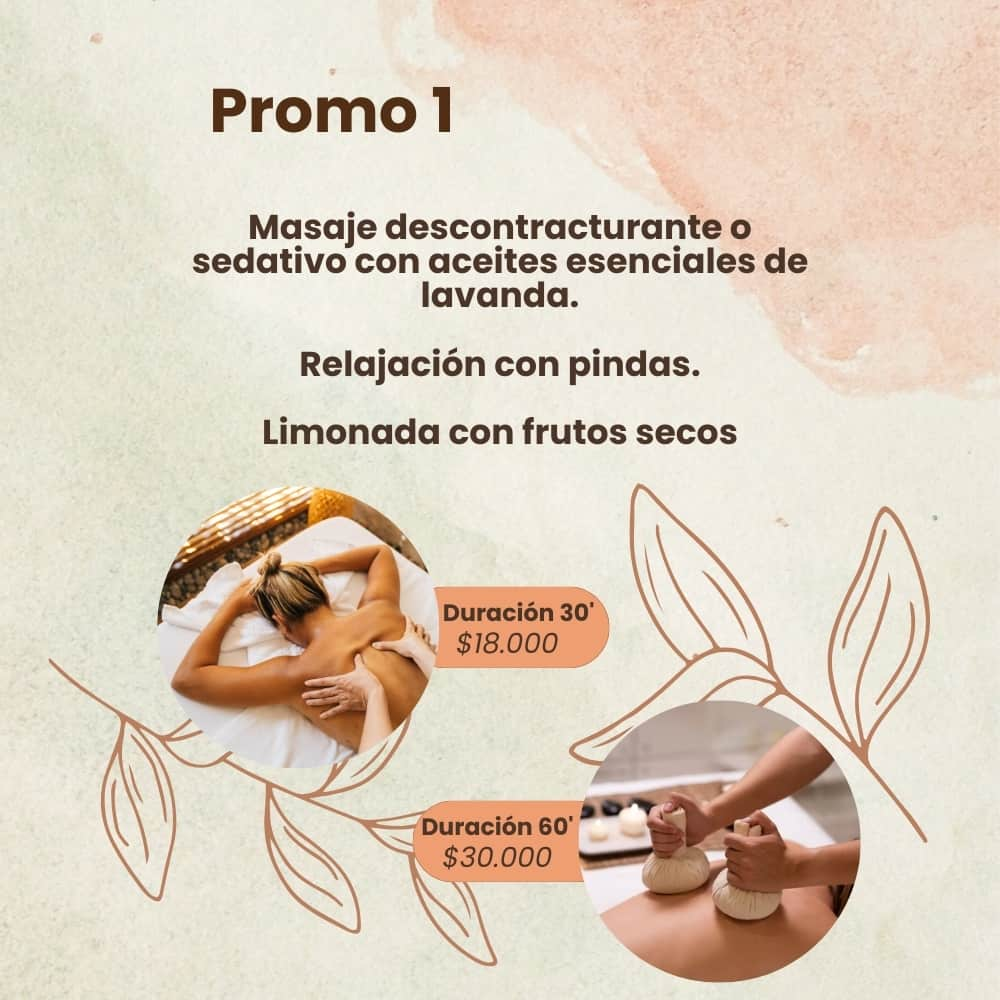 Promo 1
Masaje descontracturante o
sedativo con aceites esenciales de
lavanda.
Relajación con pindas.
Limonada con frutos secos
Duración 30'
$18.000
Duración 60'
$30.000